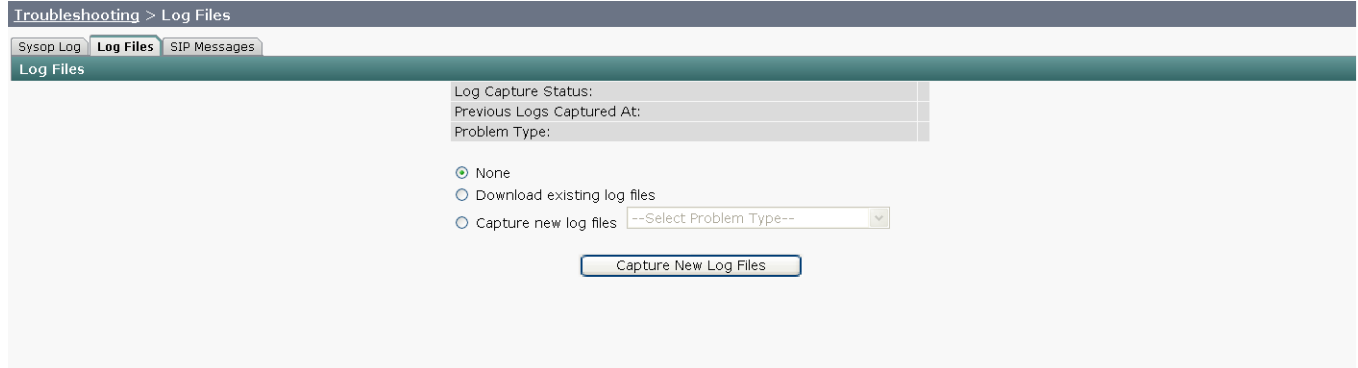 Troubleshooting > Log Files
Sysop Log Log Files SIP Messages
Log Files
Log Capture Status:
Previous Logs Captured At:
Problem Type:
None
Download existing log files
Capture new log files --Select Problem Type--
Capture New Log Files